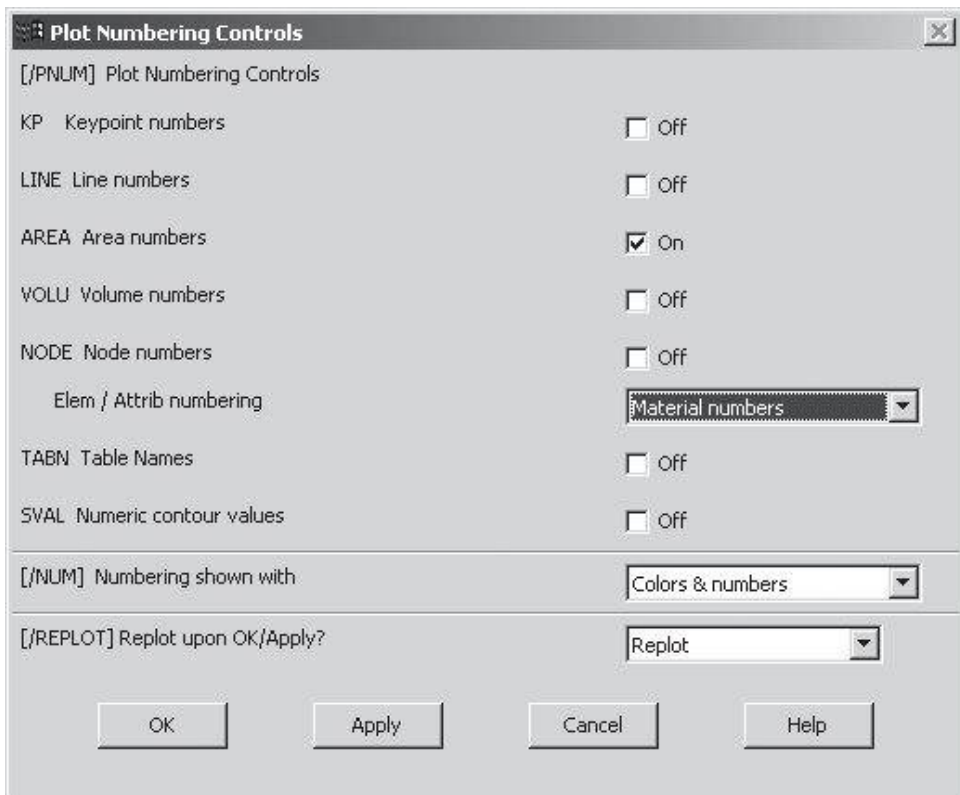 Plot Numbering Controls
[/PNUM] Plot Numbering Controls
KP Keypoint numbers Off
LINE Line numbers Off
AREA Area numbers On
VOLU Volume numbers Off
NODE Node numbers Off
Elem / Attrib numbering Material numbers
TABN Table Names Off
SVAL Numeric contour values Off
[/NUM] Numbering shown with Colors & numbers
[/REPLOT] Replot upon OK/Apply? Replot
OK Apply Cancel Help